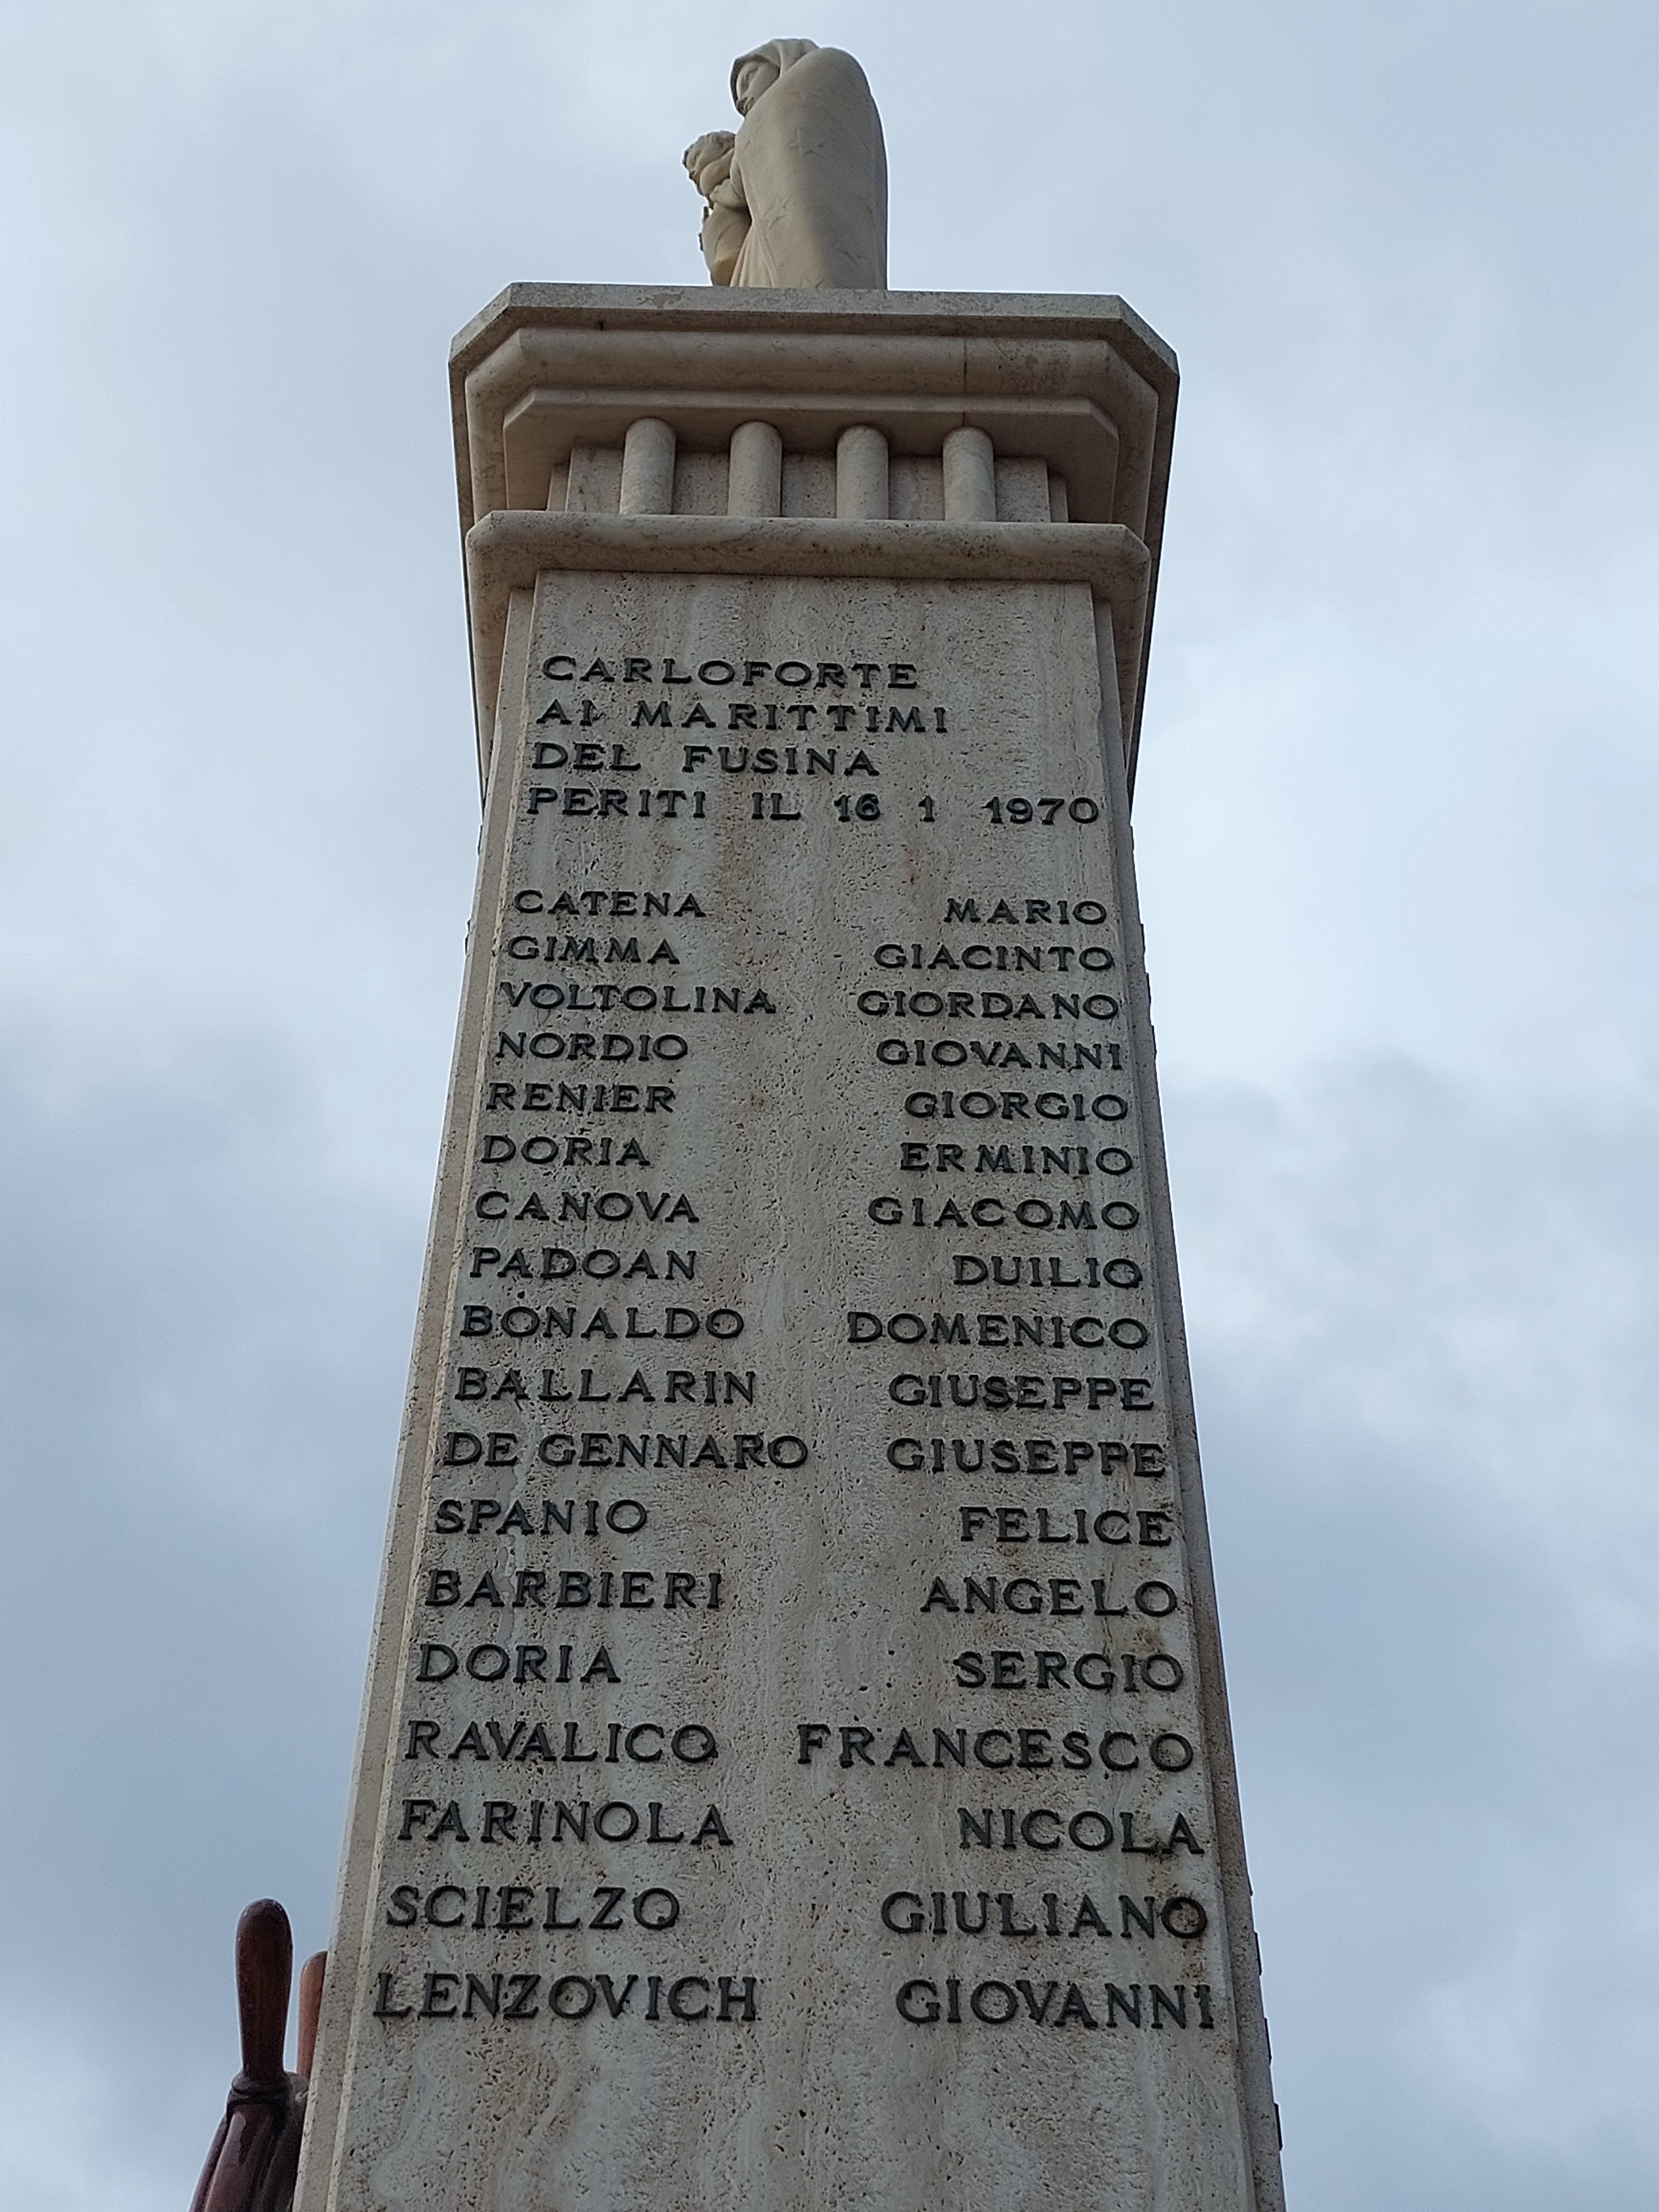 CARLOFORTE
AI MARITTIMI
DEL FUSINA
PERITI IL 16 1 1970
CATENA MARIO
GIMMA GIACINTO
VOLTOLINA GIORDANO
NORDIO GIOVANNI
RENIER GIORGIO
DORIA ERMINIO
CANOVA GIACOMO
PADOAN DUILIO
BONALDO DOMENICO
BALLARIN GIUSEPPE
DE GENNARO GIUSEPPE
SPANIO FELICE
BARBIERI ANGELO
DORIA SERGIO
RAVALICO FRANCESCO
FARINOLA NICOLA
SCIELZO GIULIANO
LENZOVICH GIOVANNI